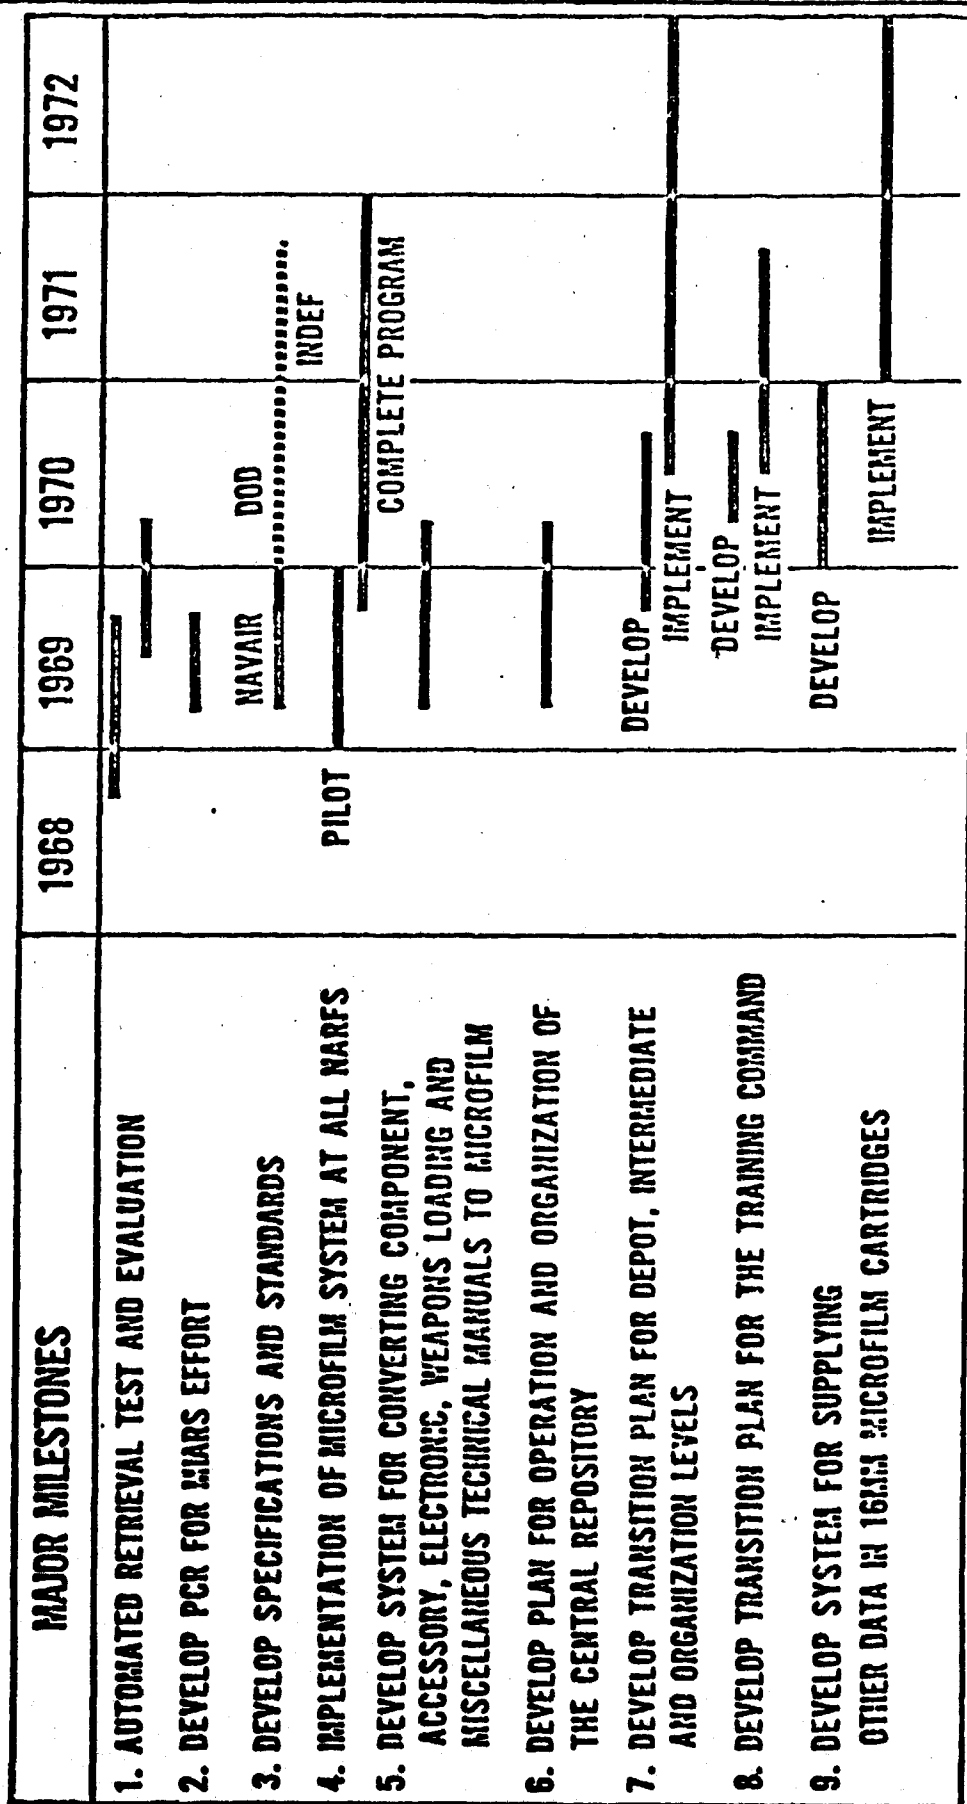 MAJOR MILESTONES
1968
1969
1970
1971
1972
1. AUTOMATED RETRIEVAL TEST AND EVALUATION
2. DEVELOP PCR FOR MIARS EFFORT
3. DEVELOP SPECIFICATIONS AND STANDARDS
NAVAIR
DOD
INDEF
4. IMPLEMENTATION OF MICROFILM SYSTEM AT ALL NARFS
PILOT
COMPLETE PROGRAM
5. DEVELOP SYSTEM FOR CONVERTING COMPONENT,
ACCESSORY, ELECTRONIC, WEAPONS LOADING AND
MISCELLANEOUS TECHNICAL MANUALS TO MICROFILM
6. DEVELOP PLAN FOR OPERATION AND ORGANIZATION OF
THE CENTRAL REPOSITORY
7. DEVELOP TRANSITION PLAN FOR DEPOT, INTERMEDIATE
AND ORGANIZATION LEVELS
DEVELOP
IMPLEMENT
8. DEVELOP TRANSITION PLAN FOR THE TRAINING COMMAND
DEVELOP
IMPLEMENT
9. DEVELOP SYSTEM FOR SUPPLYING
OTHER DATA IN 16MM MICROFILM CARTRIDGES
DEVELOP
IMPLEMENT